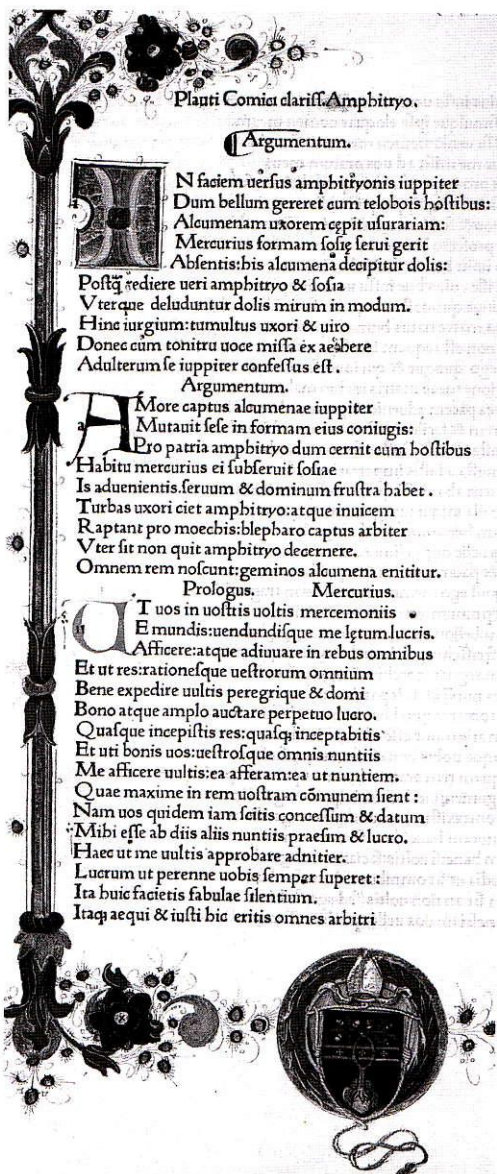 Plauti Comici clariss. Amphitryo.
Argumentum.
IN faciem uersus amphitryonis iuppiter
Dum bellum gereret cum telobois hostibus:
Alcumenam uxorem cępit usurariam:
Mercurius formam sosię serui gerit
Absentis: his alcumenā decipitur dolis:
Postq̃ rediere ueri amphitryo & sosia
Vterque deluduntur dolis mirum in modum.
Hinc iurgium: tumultus uxori & uiro
Donec cum tonitru uoce missa ex aethere
Adulterum se iuppiter confessus est.
Argumentum.
AMore captus alcumenae iuppiter
Mutauit sese in formam eius coniugis:
Pro patria amphitryo dum cernit cum hostibus
Habitu mercurius ei subseruit sosiae
Is aduenientis. seruum & dominum frustra habet.
Turbas uxori ciet amphitryo: atque inuicem
Raptant pro moechis: blepharo captus arbiter
Vter sit non quit amphitryo decernere.
Omnem rem noscunt: geminos alcumena enititur.
Prologus. Mercurius.
VT uos in uostris uoltis mercemoniis
Emundis: uendundisque me lętum. lucris.
Afficere: atque adiuuare in rebus omnibus
Et ut res: rationesque uestrorum omnium
Bene expedire uultis peregrique & domi
Bono atque amplo auctare perpetuo lucro.
Quasque incepistis res: quasq; inceptabitis
Et uti bonis uos: uestrosque omnis nuntiis
Me afficere uultis: ea afferam: ea ut nuntiem.
Quae maxime in rem uostram cōmunem sient:
Nam uos quidem iam scitis concessum & datum
Mihi esse ab diis aliis nuntiis praesim & lucro.
Haec ut me uultis approbare adnitier.
Lucrum ut perenne uobis semper superet:
Ita huic facietis fabulae silentium.
Itaq; aequi & iusti hic eritis omnes arbitri